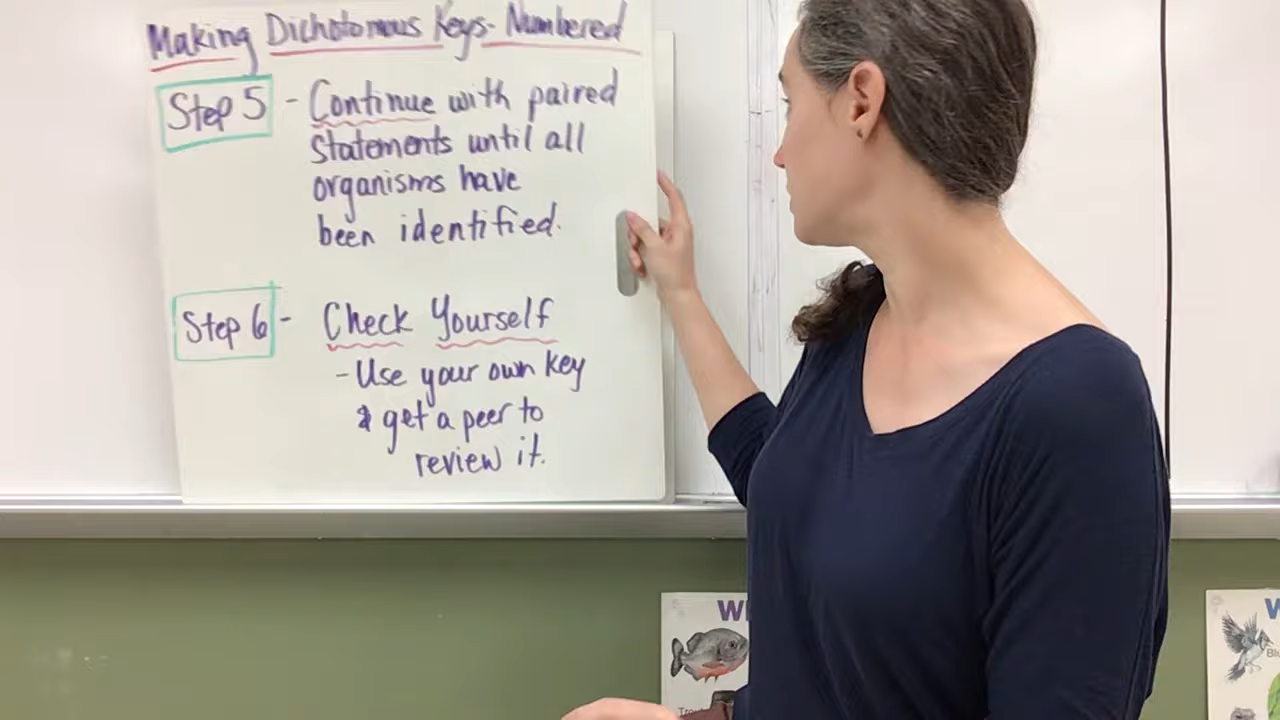 Making Dichotomous Keys- Numbered
Step 5 - Continue with paired
statements until all
organisms have
been identified.
Step 6 - Check Yourself
- Use your own key
& get a peer to
review it.